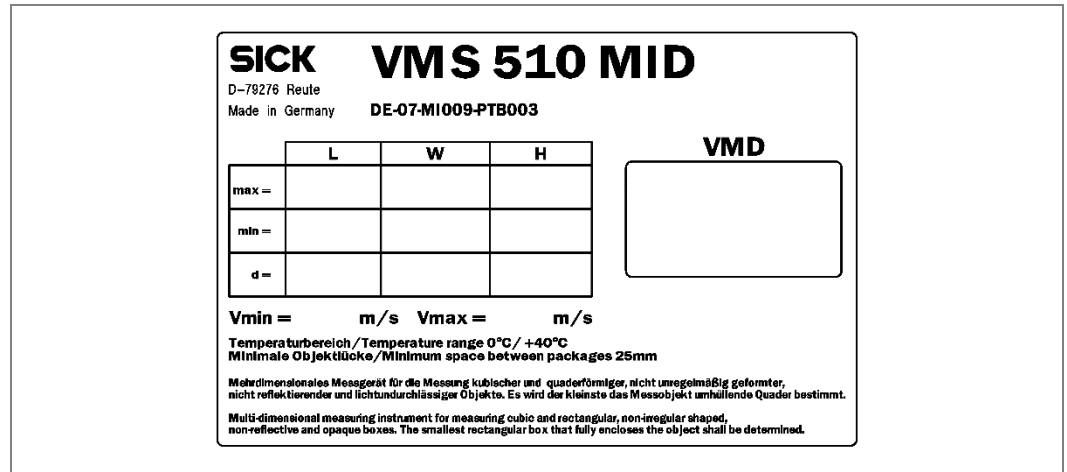 SICK VMS 510 MID
D-79276 Reute
Made in Germany DE-07-MI009-PTB003
VMD
L W H
max =
min =
d =
Vmin = m/s Vmax = m/s
Temperaturbereich/Temperature range 0°C/ +40°C
Minimale Objektlücke/Minimum space between packages 25mm
Mehrdimensionales Messgerät für die Messung kubischer und quaderförmiger, nicht unregelmäßig geformter,
nicht reflektierender und lichtundurchlässiger Objekte. Es wird der kleinste das Messobjekt umhüllende Quader bestimmt.
Multi-dimensional measuring instrument for measuring cubic and rectangular, non-irregular shaped,
non-reflective and opaque boxes. The smallest rectangular box that fully encloses the object shall be determined.